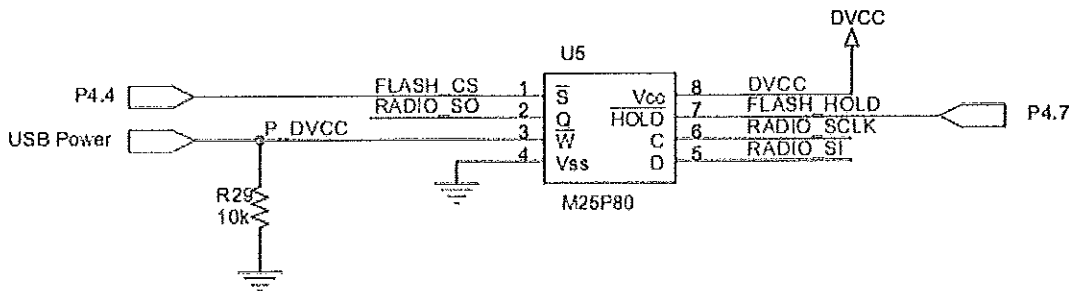 DVCC
U5
P4.4 FLASH_CS 1 S Vcc 8 DVCC
RADIO_SO 2 Q HOLD 7 FLASH_HOLD P4.7
USB Power P_DVCC 3 W C 6 RADIO_SCLK
4 Vss D 5 RADIO_SI
R29
10k
M25P80